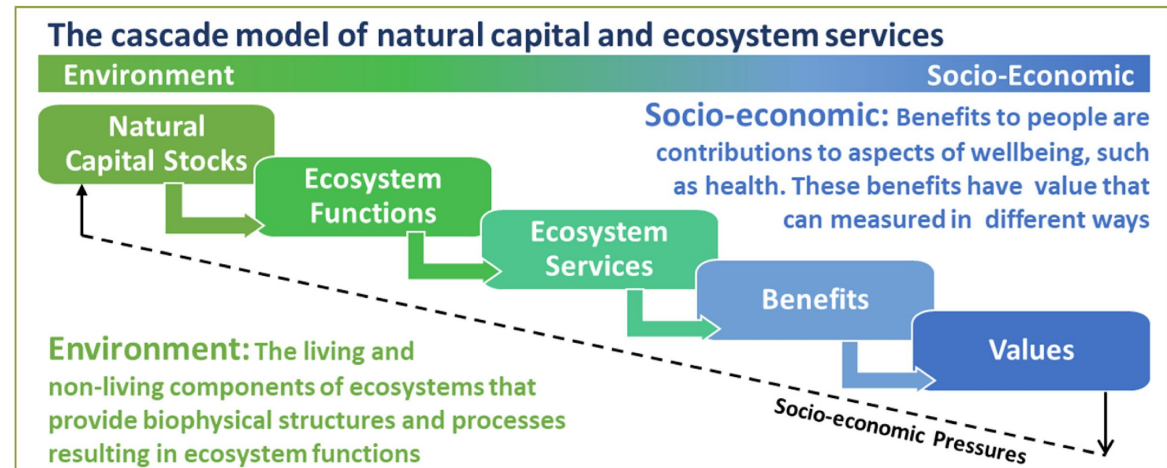 The cascade model of natural capital and ecosystem services
Environment
Socio-Economic
Natural
Capital Stocks
Socio-economic: Benefits to people are
contributions to aspects of wellbeing, such
as health. These benefits have value that
can measured in different ways
Ecosystem
Functions
Ecosystem
Services
Benefits
Values
Environment: The living and
non-living components of ecosystems that
provide biophysical structures and processes
resulting in ecosystem functions
Socio-economic Pressures